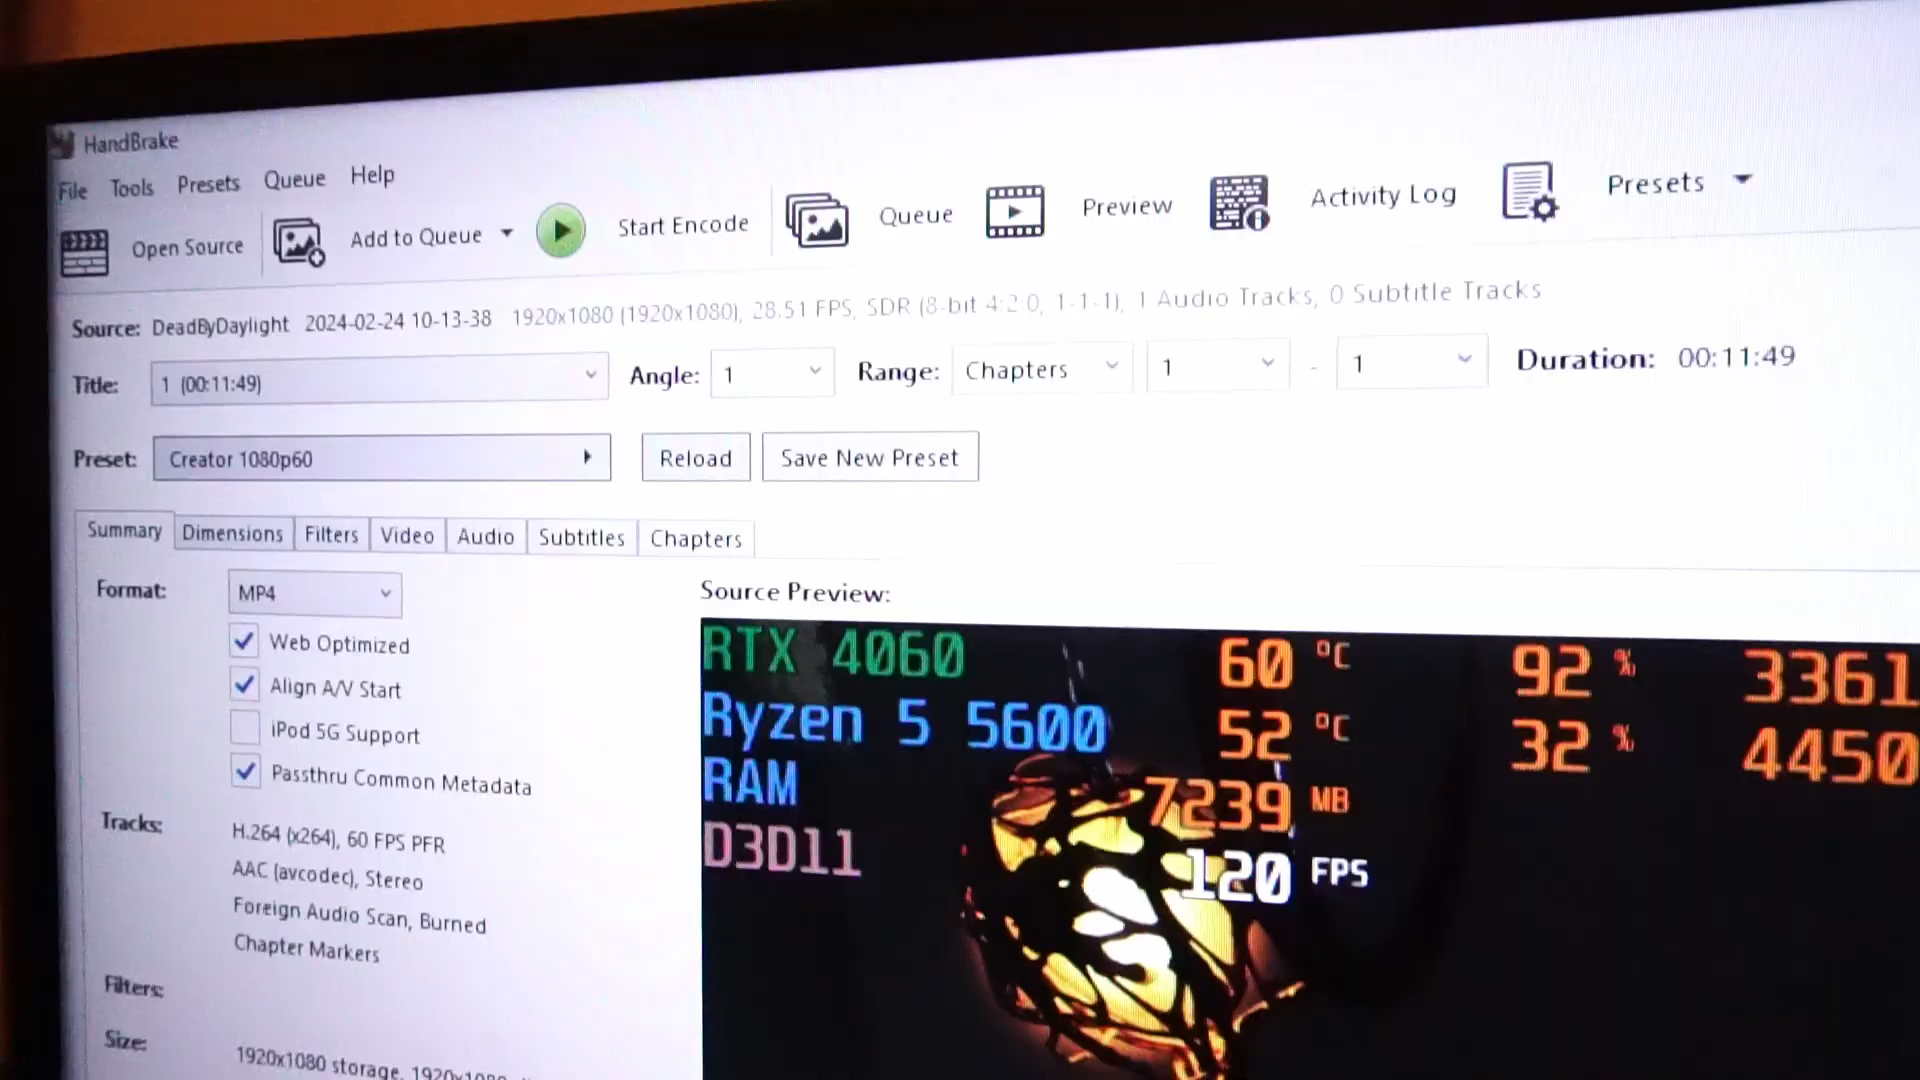 HandBrake
File Tools Presets Queue Help
Open Source Add to Queue Start Encode Queue Preview Activity Log Presets
Source: DeadByDaylight 2024-02-24 10-13-38 1920x1080 (1920x1080), 28.51 FPS, SDR (8-bit 4:2:0, 1-1-1), 1 Audio Tracks, 0 Subtitle Tracks
Title: 1 (00:11:49) Angle: 1 Range: Chapters 1 - 1 Duration: 00:11:49
Preset: Creator 1080p60 Reload Save New Preset
Summary Dimensions Filters Video Audio Subtitles Chapters
Format: MP4
Source Preview:
Web Optimized
Align A/V Start
iPod 5G Support
Passthru Common Metadata
Tracks: H.264 (x264), 60 FPS PFR
AAC (avcodec), Stereo
Foreign Audio Scan, Burned
Chapter Markers
Filters:
Size: 1920x1080 storage,
RTX 4060 60 °C 92 % 3361
Ryzen 5 5600 52 °C 32 % 4450
RAM 7239 MB
D3D11 120 FPS